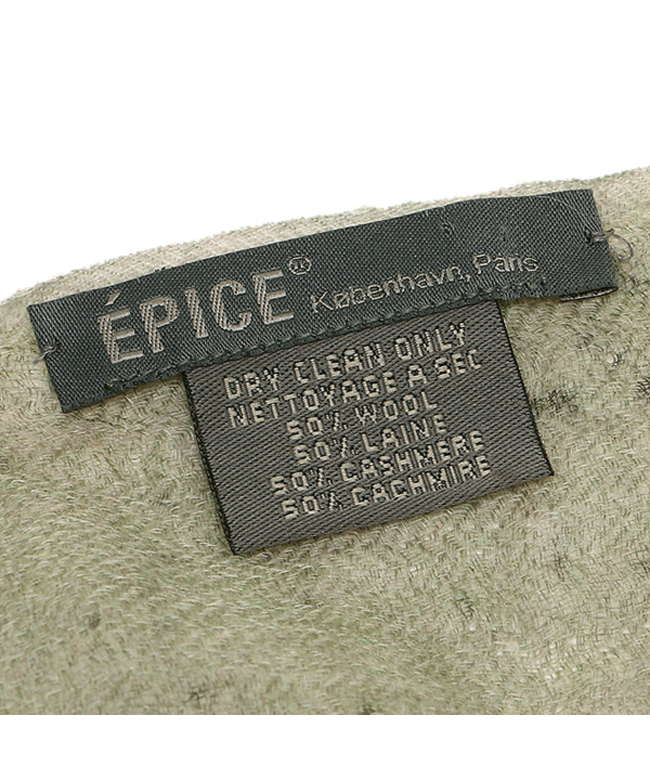 ÉPICE® København, Paris
DRY CLEAN ONLY
NETTOYAGE A SEC
50% WOOL
50% LAINE
50% CASHMERE
50% CACHMIRE